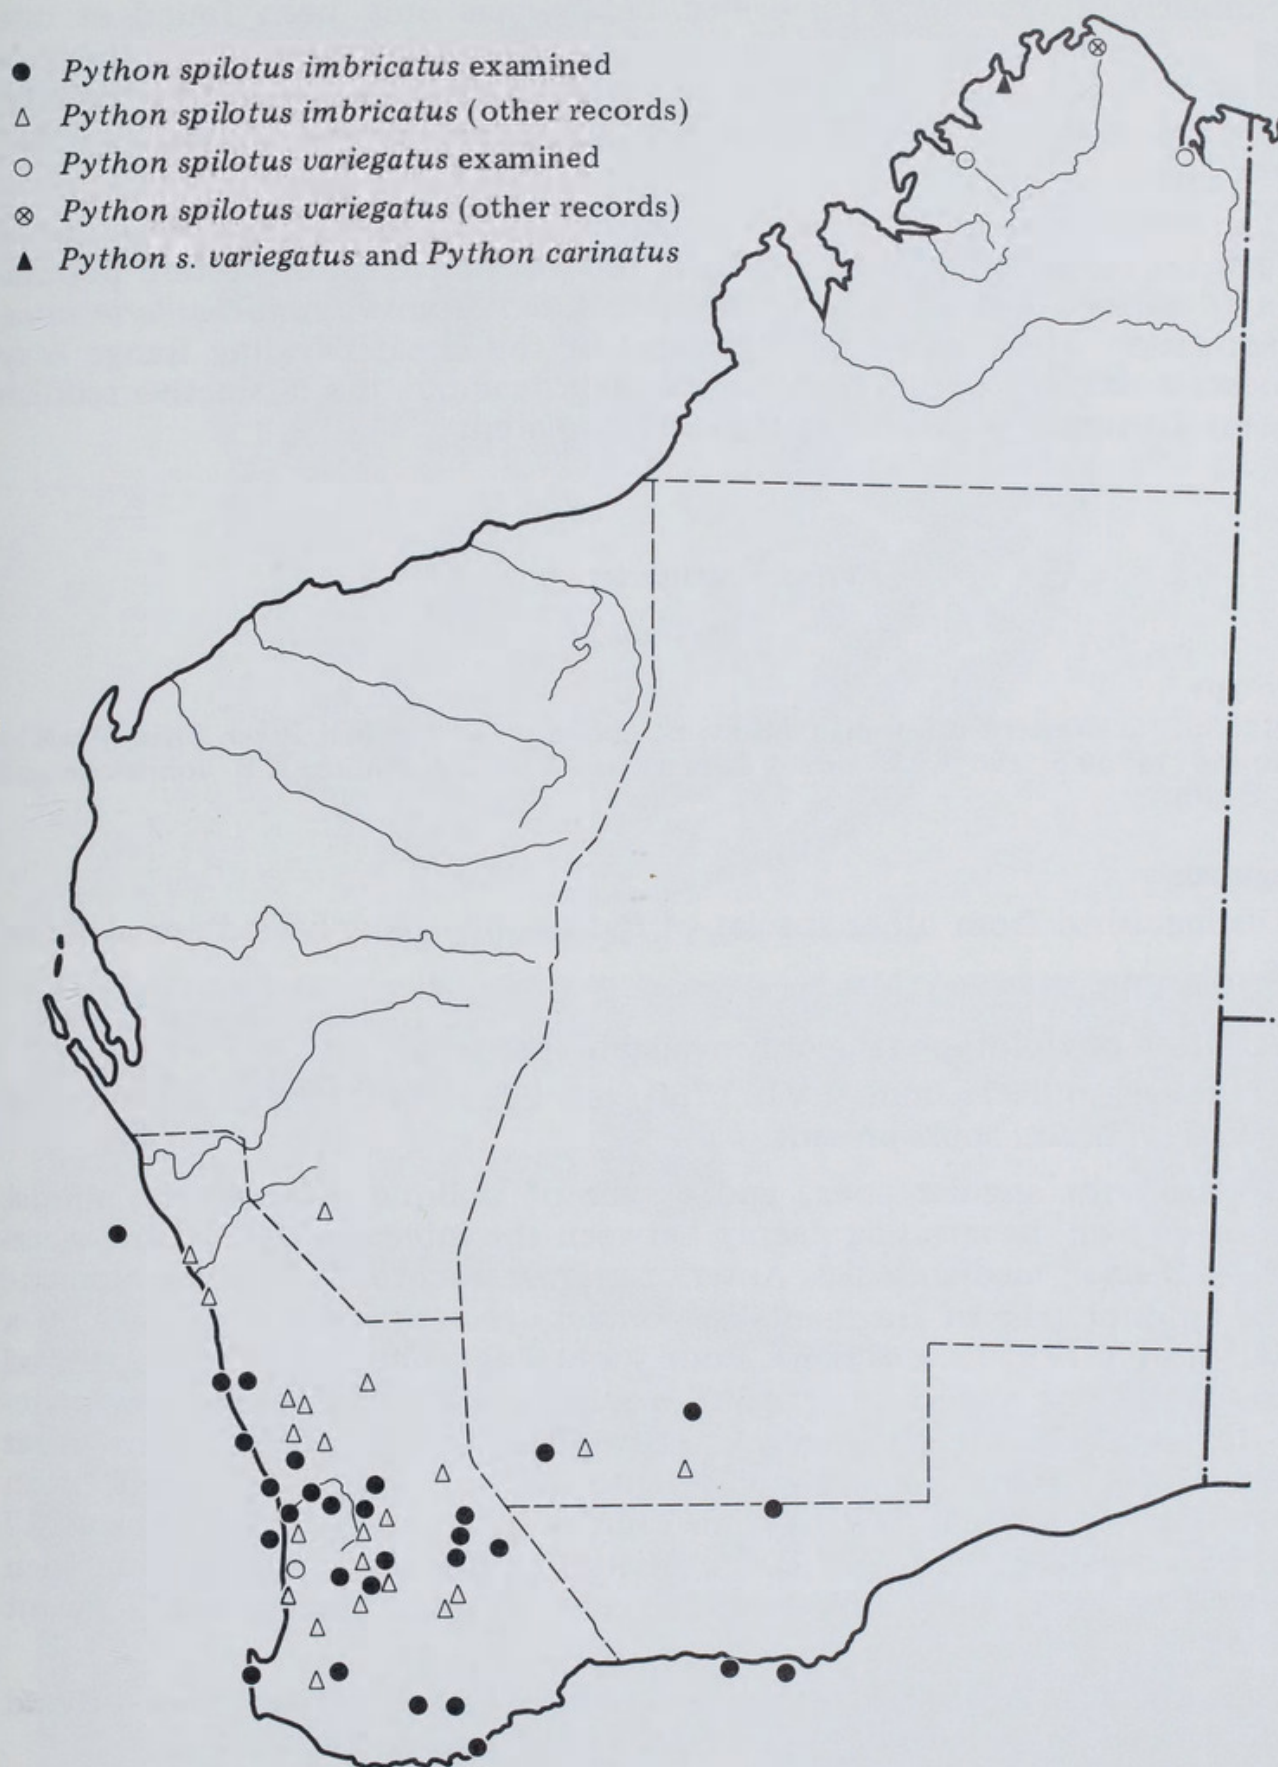 ● Python spilotus imbricatus examined
△ Python spilotus imbricatus (other records)
○ Python spilotus variegatus examined
⊗ Python spilotus variegatus (other records)
▲ Python s. variegatus and Python carinatus